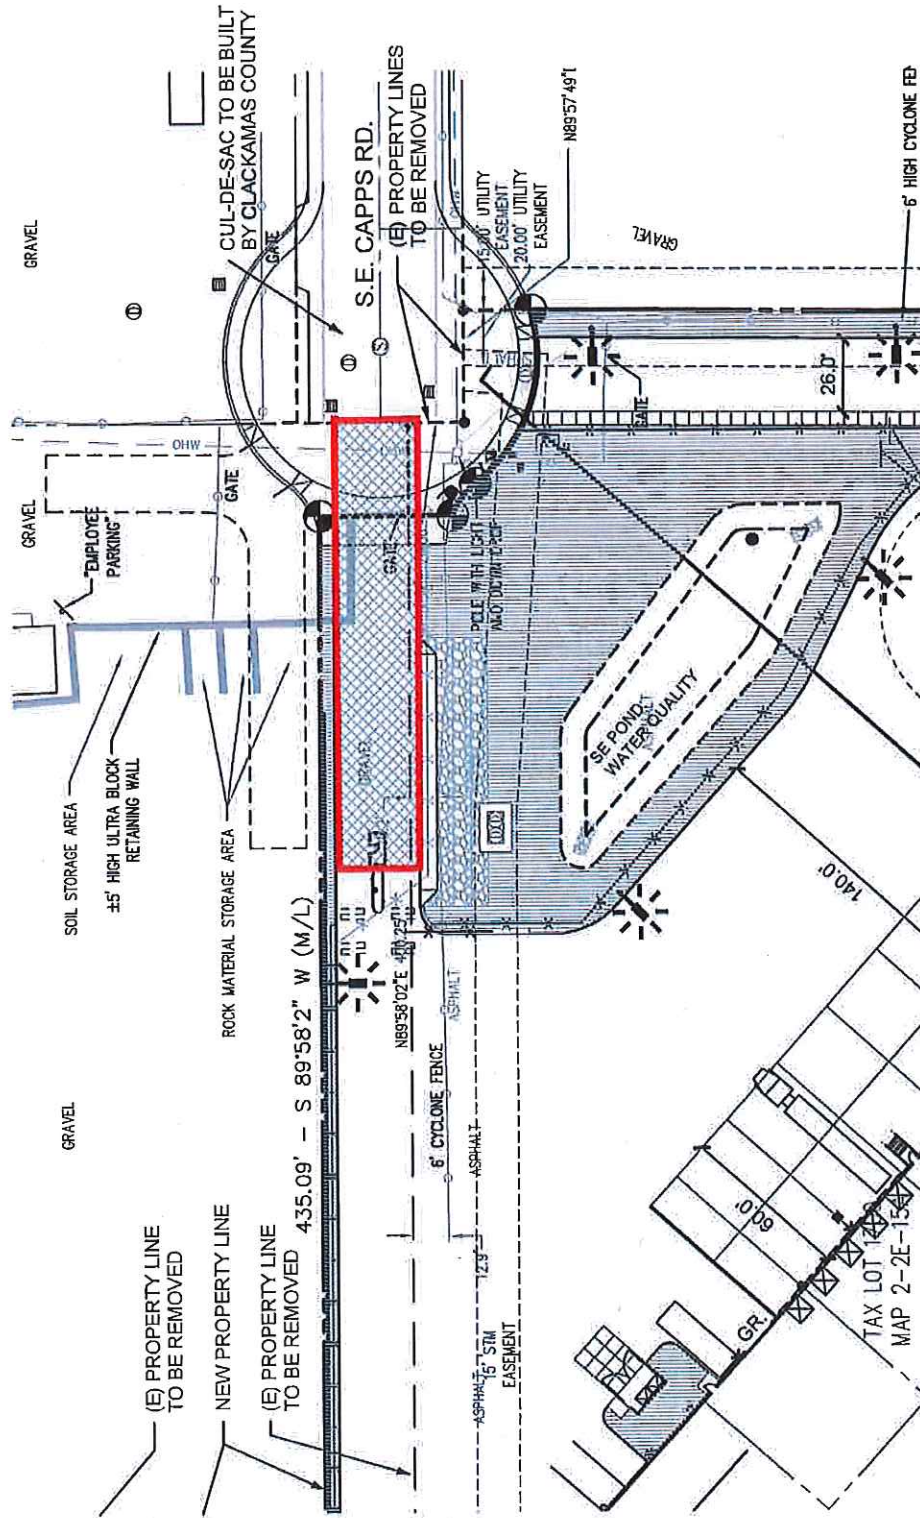 GRAVEL
CUL-DE-SAC TO BE BUILT
BY CLACKAMAS COUNTY
GATE
S.E. CAPPS RD.
(E) PROPERTY LINES
TO BE REMOVED
15.00' UTILITY
EASEMENT
20.00' UTILITY
EASEMENT
N89°57'49"
GRAVEL
6' HIGH CYCLONE
26.0'
GATE
GRAVEL
"EMPLOYEE
PARKING"
GATE
OHW
GATE
POLE WITH LIGHT
SOIL STORAGE AREA
±5' HIGH ULTRA BLOCK
RETAINING WALL
ROCK MATERIAL STORAGE AREA
GRAVEL
SE POND
WATER QUALITY
140.0'
GRAVEL
435.09' - S 89°58'2" W (M/L)
N89°58'02"E
ASPHALT
6' CYCLONE FENCE
ASPHALT
12.9'
ASPHALT
15' STM
EASEMENT
(E) PROPERTY LINE
TO BE REMOVED
NEW PROPERTY LINE
(E) PROPERTY LINE
TO BE REMOVED
60.0'
GR.
TAX LOT
MAP 2-2E-15